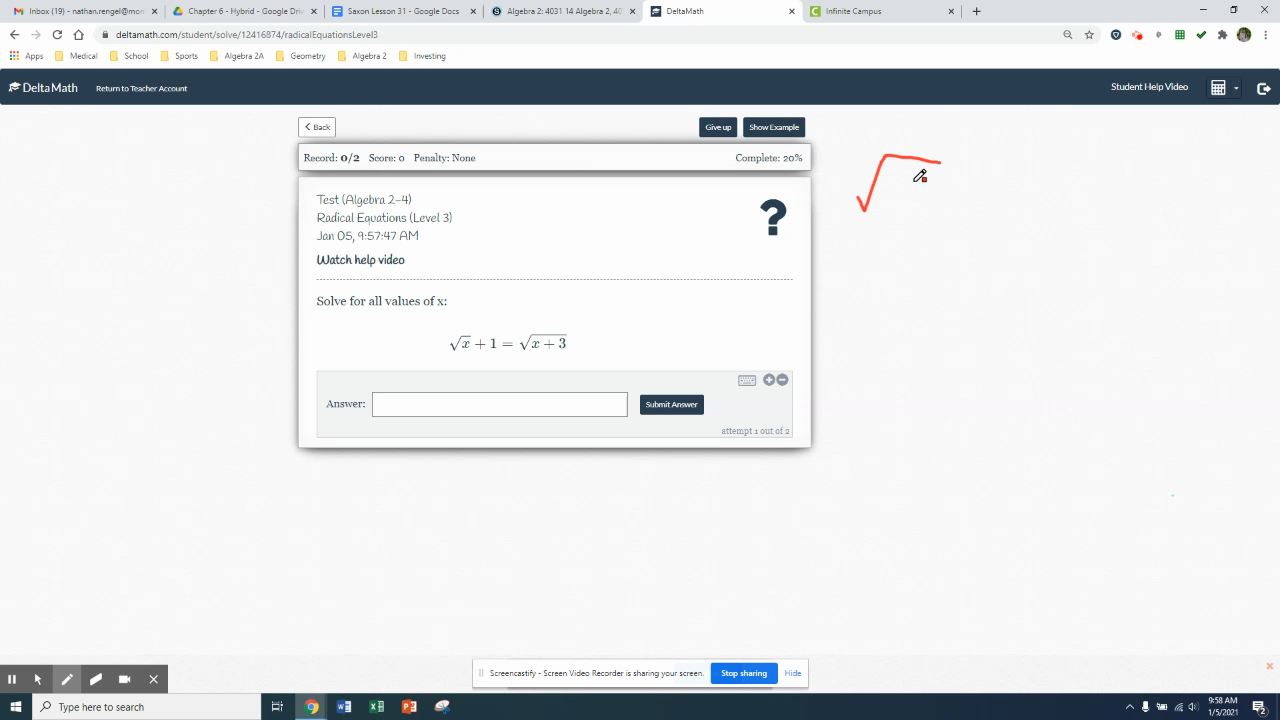 Inbox (19) - nathan.rengel@moo
Chapter 6 - Hybrid - Google Driv
Saxon Lesson 31 - Google Docs
Algebra 2: 4031 14 Algebra 2, 40
DeltaMath
Infinite Campus
deltamath.com/student/solve/12416874/radicalEquationsLevel3
Apps Medical School Sports Algebra 2A Geometry Algebra 2 Investing
DeltaMath Return to Teacher Account Student Help Video
Back Give up Show Example
Record: 0/2 Score: 0 Penalty: None Complete: 20%
Test (Algebra 2-4)
Radical Equations (Level 3)
Jan 05, 9:57:47 AM
?
Watch help video
Solve for all values of x:
√x + 1 = √(x + 3)
Answer: Submit Answer
attempt 1 out of 2
Screencastify - Screen Video Recorder is sharing your screen. Stop sharing Hide
Type here to search
9:58 AM
1/5/2021
2